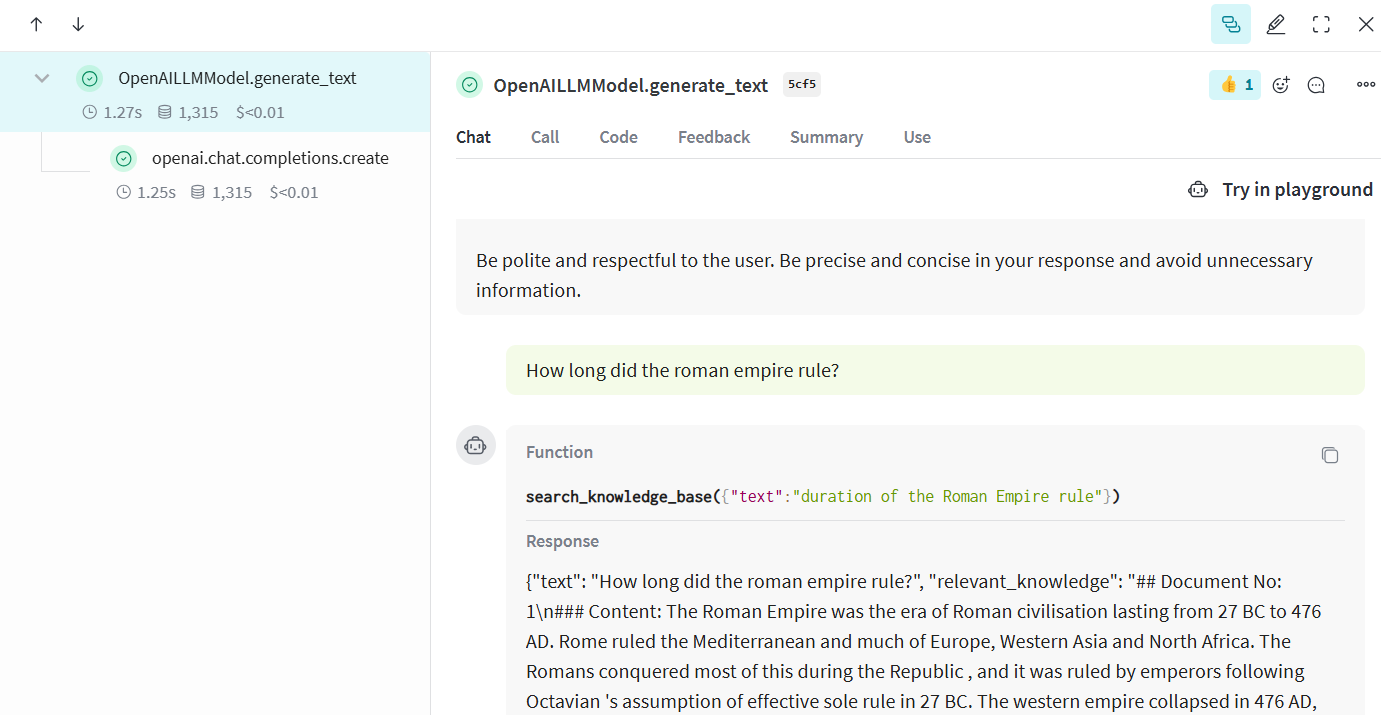 OpenAILLMModel.generate_text
1.27s 1,315 $<0.01
openai.chat.completions.create
1.25s 1,315 $<0.01
OpenAILLMModel.generate_text 5cf5 👍 1
Chat Call Code Feedback Summary Use
Try in playground
Be polite and respectful to the user. Be precise and concise in your response and avoid unnecessary
information.
How long did the roman empire rule?
Function
search_knowledge_base({"text":"duration of the Roman Empire rule"})
Response
{"text": "How long did the roman empire rule?", "relevant_knowledge": "## Document No:
1\n### Content: The Roman Empire was the era of Roman civilisation lasting from 27 BC to 476
AD. Rome ruled the Mediterranean and much of Europe, Western Asia and North Africa. The
Romans conquered most of this during the Republic , and it was ruled by emperors following
Octavian 's assumption of effective sole rule in 27 BC. The western empire collapsed in 476 AD,